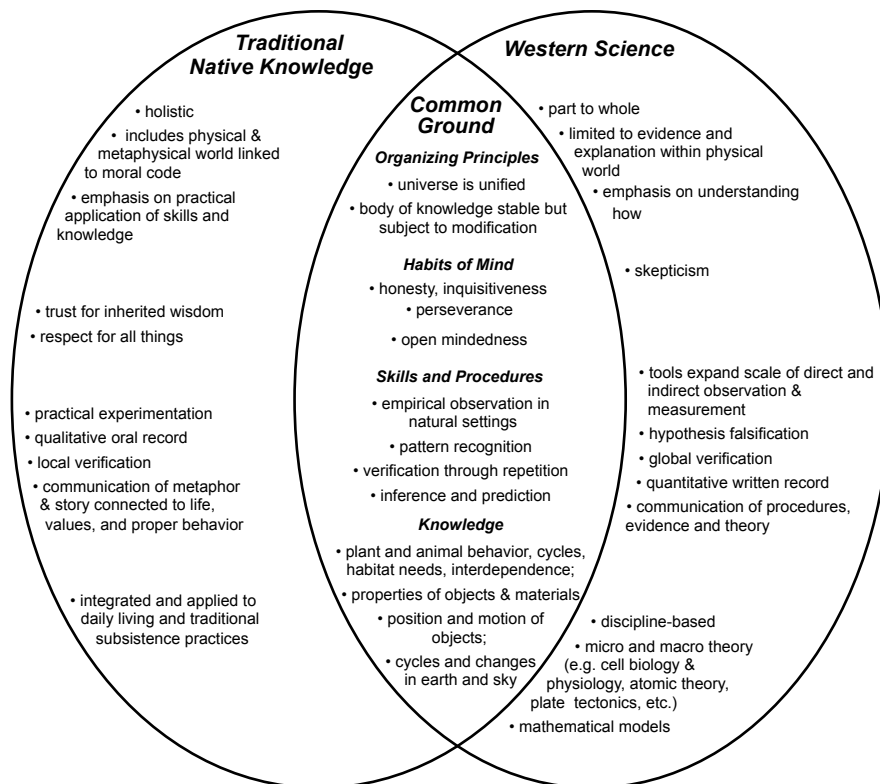 Traditional
Native Knowledge
• holistic
• includes physical &
metaphysical world linked
to moral code
• emphasis on practical
application of skills and
knowledge
• trust for inherited wisdom
• respect for all things
• practical experimentation
• qualitative oral record
• local verification
• communication of metaphor
& story connected to life,
values, and proper behavior
• integrated and applied to
daily living and traditional
subsistence practices
Common
Ground
Organizing Principles
• universe is unified
• body of knowledge stable but
subject to modification
Habits of Mind
• honesty, inquisitiveness
• perseverance
• open mindedness
Skills and Procedures
• empirical observation in
natural settings
• pattern recognition
• verification through repetition
• inference and prediction
Knowledge
• plant and animal behavior, cycles,
habitat needs, interdependence;
• properties of objects & materials
• position and motion of
objects;
• cycles and changes
in earth and sky
Western Science
• part to whole
• limited to evidence and
explanation within physical
world
• emphasis on understanding
how
• skepticism
• tools expand scale of direct and
indirect observation &
measurement
• hypothesis falsification
• global verification
• quantitative written record
• communication of procedures,
evidence and theory
• discipline-based
• micro and macro theory
(e.g. cell biology &
physiology, atomic theory,
plate tectonics, etc.)
• mathematical models